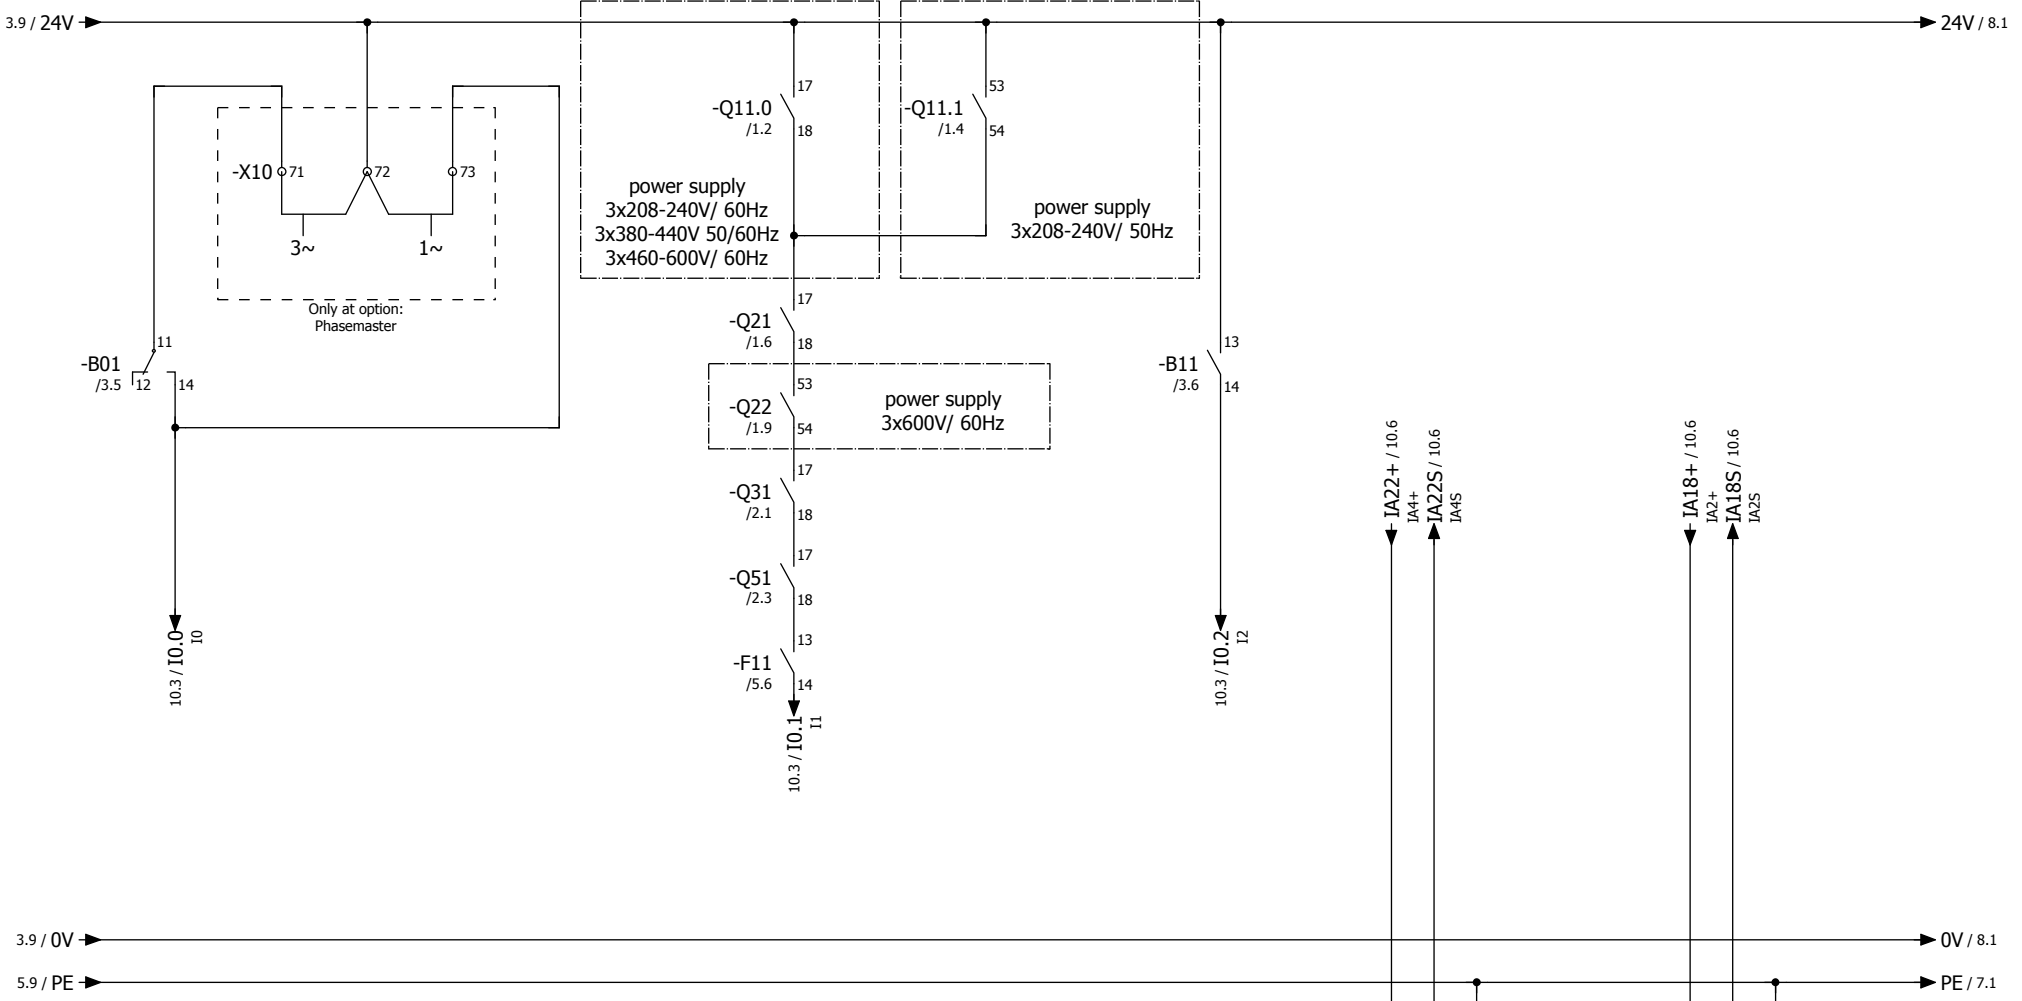 3.9 / 24V
24V / 8.1
-X10
71
72
73
3~
1~
Only at option:
Phasemaster
-B01
/3.5
11
12
14
10.3 / I0.0
I0
-Q11.0
/1.2
17
18
power supply
3x208-240V/ 60Hz
3x380-440V 50/60Hz
3x460-600V/ 60Hz
-Q11.1
/1.4
53
54
power supply
3x208-240V/ 50Hz
-Q21
/1.6
17
18
-Q22
/1.9
53
54
power supply
3x600V/ 60Hz
-Q31
/2.1
17
18
-Q51
/2.3
17
18
-F11
/5.6
13
14
10.3 / I0.1
I1
-B11
/3.6
13
14
10.3 / I0.2
I2
IA22+ / 10.6
IA4+
IA22S / 10.6
IA4S
IA18+ / 10.6
IA2+
IA18S / 10.6
IA2S
3.9 / 0V
0V / 8.1
5.9 / PE
PE / 7.1